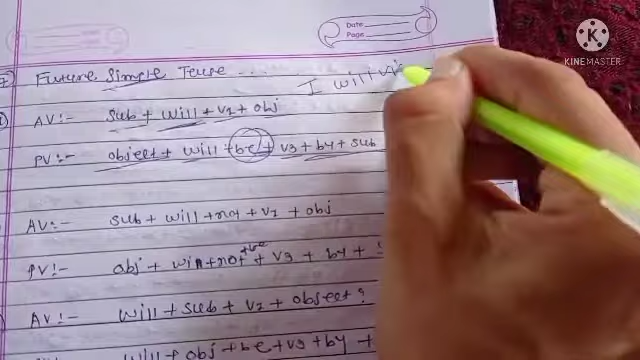 Date
Page
KINEMASTER
Future Simple Tense ...
I will
AV:- sub + will + v1 + obj
PV:- object + will + be + v3 + by + sub
AV:- sub + will + not + v1 + obj
+be
PV:- obj + will + not + v3 + by +
AV:- will + sub + v1 + object?
will + obj + be + v3 + by +